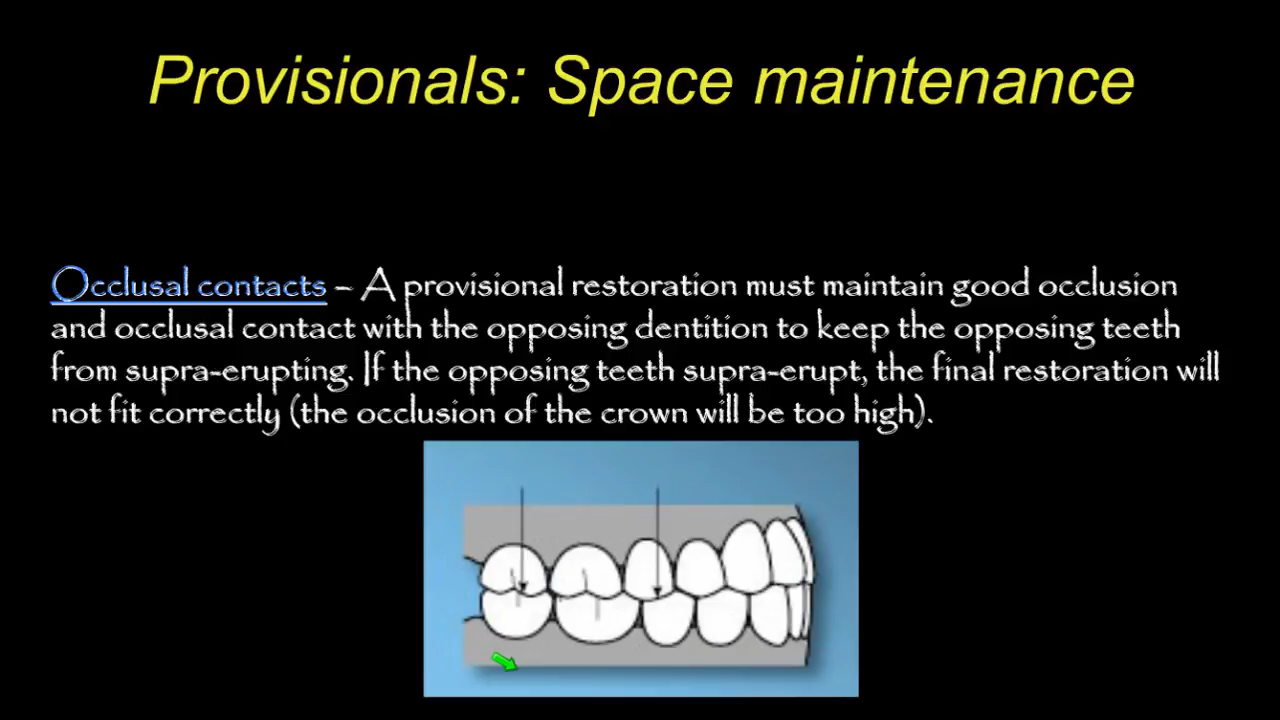 Provisionals: Space maintenance
Occlusal contacts – A provisional restoration must maintain good occlusion
and occlusal contact with the opposing dentition to keep the opposing teeth
from supra-erupting. If the opposing teeth supra-erupt, the final restoration will
not fit correctly (the occlusion of the crown will be too high).